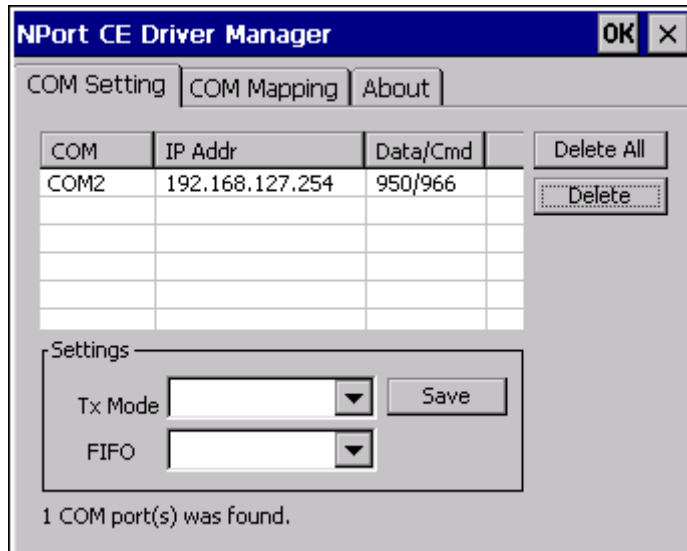 NPort CE Driver Manager OK ×
COM Setting COM Mapping About
COM IP Addr Data/Cmd Delete All
COM2 192.168.127.254 950/966 Delete
Settings
Tx Mode Save
FIFO
1 COM port(s) was found.